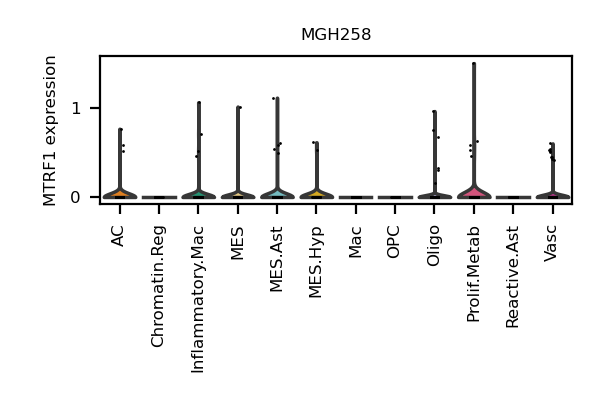 MGH258
MTRF1 expression
1
0
AC
Chromatin.Reg
Inflammatory.Mac
MES
MES.Ast
MES.Hyp
Mac
OPC
Oligo
Prolif.Metab
Reactive.Ast
Vasc